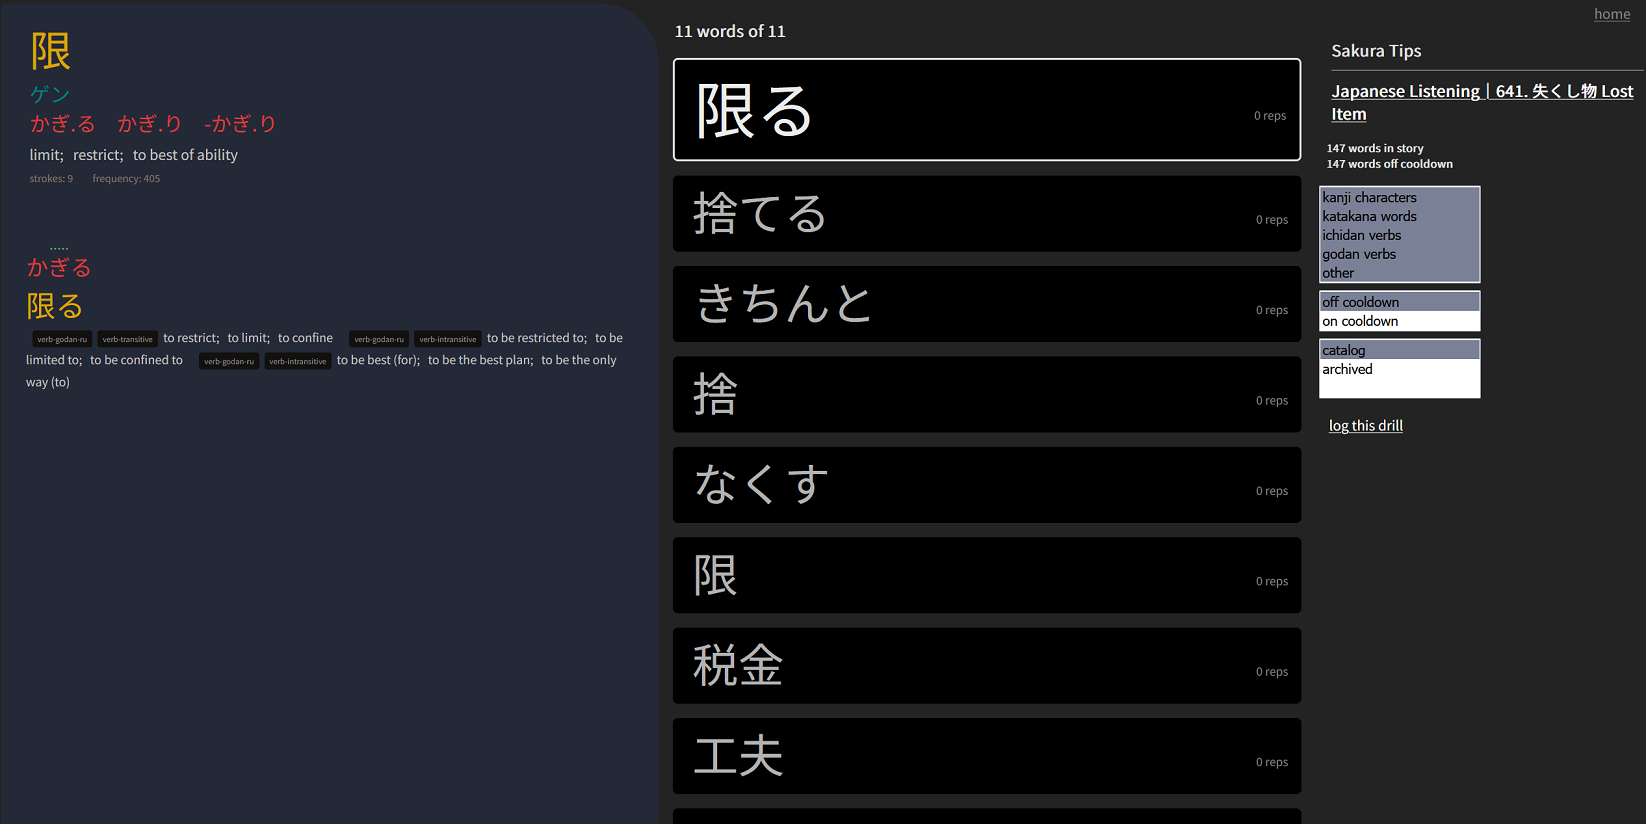 限
ゲン
かぎ.る かぎ.り -かぎ.り
limit; restrict; to best of ability
strokes: 9 frequency: 405
かぎる
限る
verb-godan-ru verb-transitive to restrict; to limit; to confine verb-godan-ru verb-intransitive to be restricted to; to be
limited to; to be confined to verb-godan-ru verb-intransitive to be best (for); to be the best plan; to be the only
way (to)
11 words of 11
限る 0 reps
捨てる 0 reps
きちんと 0 reps
捨 0 reps
なくす 0 reps
限 0 reps
税金 0 reps
工夫 0 reps
home
Sakura Tips
Japanese Listening | 641. 失くし物 Lost
Item
147 words in story
147 words off cooldown
kanji characters
katakana words
ichidan verbs
godan verbs
other
off cooldown
on cooldown
catalog
archived
log this drill